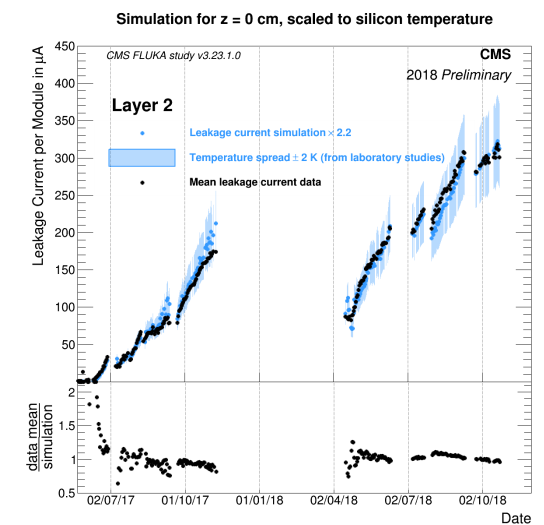 Simulation for z = 0 cm, scaled to silicon temperature
Leakage Current per Module in μA
450
400
350
300
250
200
150
100
50
CMS FLUKA study v3.23.1.0
CMS
2018 Preliminary
Layer 2
Leakage current simulation × 2.2
Temperature spread ± 2 K (from laboratory studies)
Mean leakage current data
data mean
simulation
2
1.5
1
0.5
02/07/17 01/10/17 01/01/18 02/04/18 02/07/18 02/10/18
Date